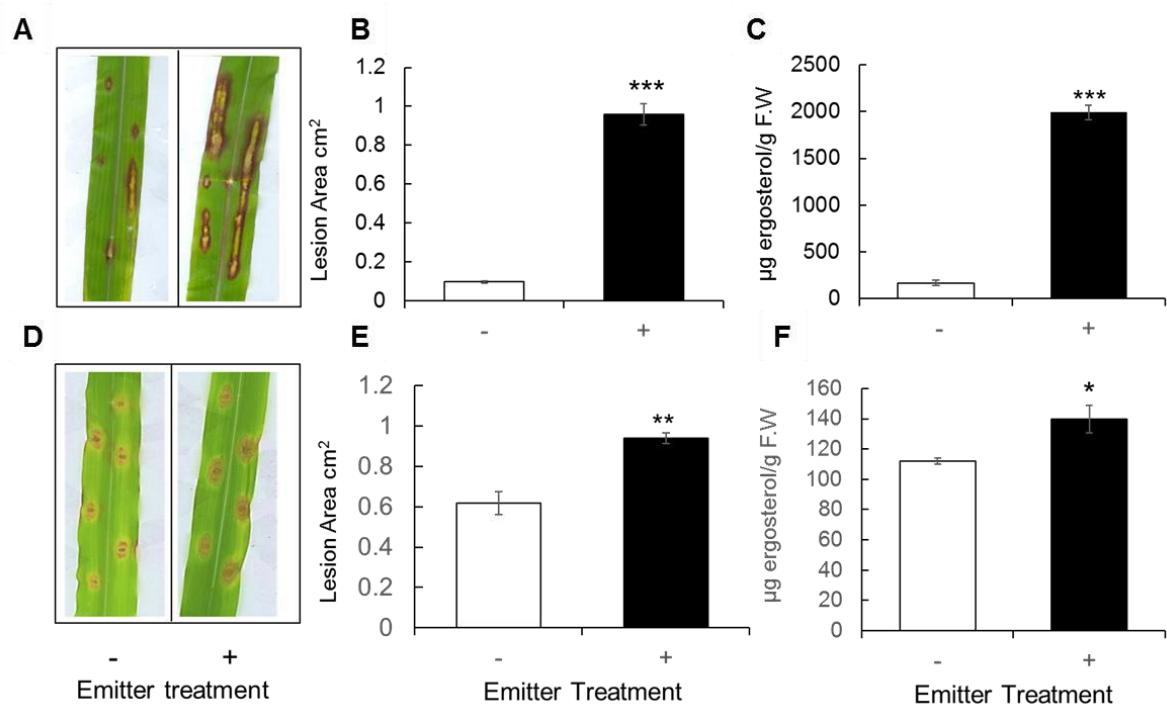 A
B
C
Lesion Area cm2
1.2
1
0.8
0.6
0.4
0.2
0
***
- +
µg ergosterol/g F.W
2500
2000
1500
1000
500
0
***
- +
D
E
F
- +
Emitter treatment
Lesion Area cm2
1.2
1
0.8
0.6
0.4
0.2
0
**
- +
Emitter Treatment
µg ergosterol/g F.W
160
140
120
100
80
60
40
20
0
*
- +
Emitter Treatment